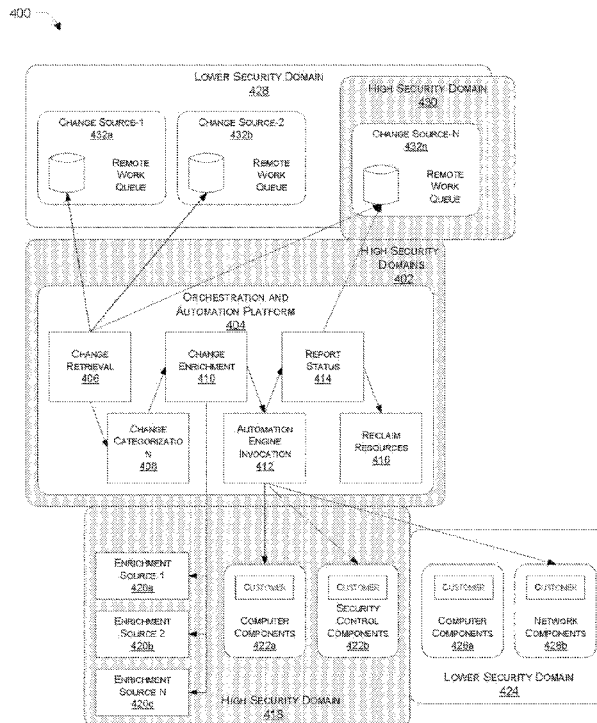 400
LOWER SECURITY DOMAIN
428
HIGH SECURITY DOMAIN
430
CHANGE SOURCE-1
432a
REMOTE
WORK
QUEUE
CHANGE SOURCE-2
432b
REMOTE
WORK
QUEUE
CHANGE SOURCE-N
432n
REMOTE
WORK
QUEUE
HIGH SECURITY
DOMAINS
402
ORCHESTRATION AND
AUTOMATION PLATFORM
404
CHANGE
RETRIEVAL
406
CHANGE
ENRICHMENT
410
REPORT
STATUS
414
CHANGE
CATEGORIZATIO
N
408
AUTOMATION
ENGINE
INVOCATION
412
RECLAIM
RESOURCES
416
ENRICHMENT
SOURCE-1
420a
ENRICHMENT
SOURCE 2
420b
ENRICHMENT
SOURCE N
420c
CUSTOMER
COMPUTER
COMPONENTS
422a
CUSTOMER
SECURITY
CONTROL
COMPONENTS
422b
HIGH SECURITY DOMAIN
418
CUSTOMER
COMPUTER
COMPONENTS
426a
CUSTOMER
NETWORK
COMPONENTS
426b
LOWER SECURITY DOMAIN
424